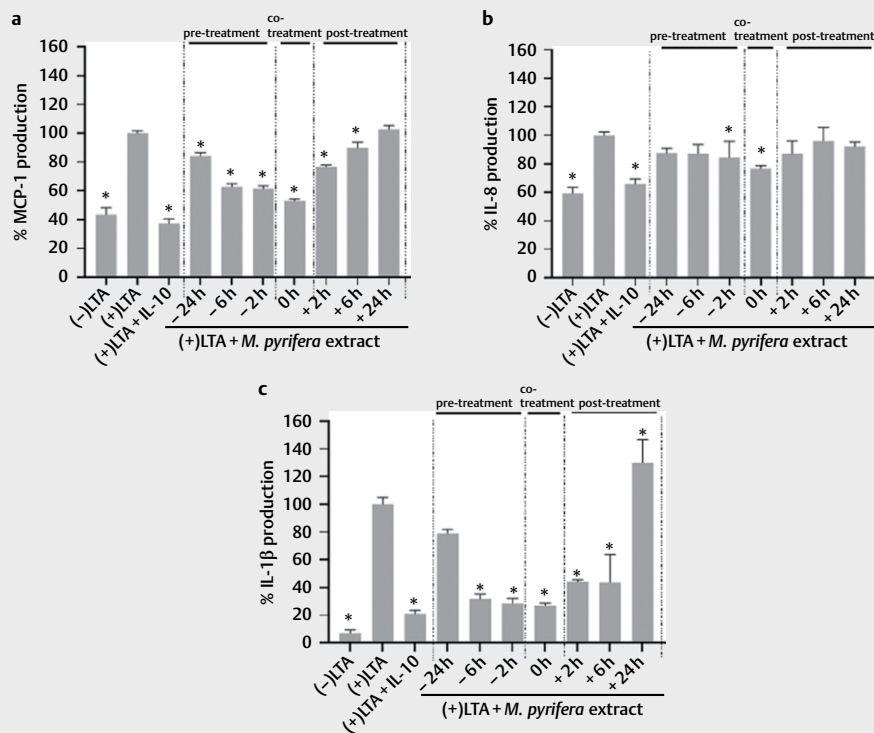 a
pre-treatment
co-
treatment
post-treatment
% MCP-1 production
160
140
120
100
80
60
40
20
0
*
*
*
*
*
*
*
*
(–)LTA
(+)LTA
(+)LTA + IL-10
– 24h
– 6h
– 2h
0h
+ 2h
+ 6h
+ 24h
(+)LTA + M. pyrifera extract
b
pre-treatment
co-
treatment
post-treatment
% IL-8 production
160
140
120
100
80
60
40
20
0
*
*
*
*
(–)LTA
(+)LTA
(+)LTA + IL-10
– 24h
– 6h
– 2h
0h
+ 2h
+ 6h
+ 24h
(+)LTA + M. pyrifera extract
c
pre-treatment
co-
treatment
post-treatment
% IL-1β production
160
140
120
100
80
60
40
20
0
*
*
*
*
*
*
*
*
(–)LTA
(+)LTA
(+)LTA + IL-10
– 24h
– 6h
– 2h
0h
+ 2h
+ 6h
+ 24h
(+)LTA + M. pyrifera extract